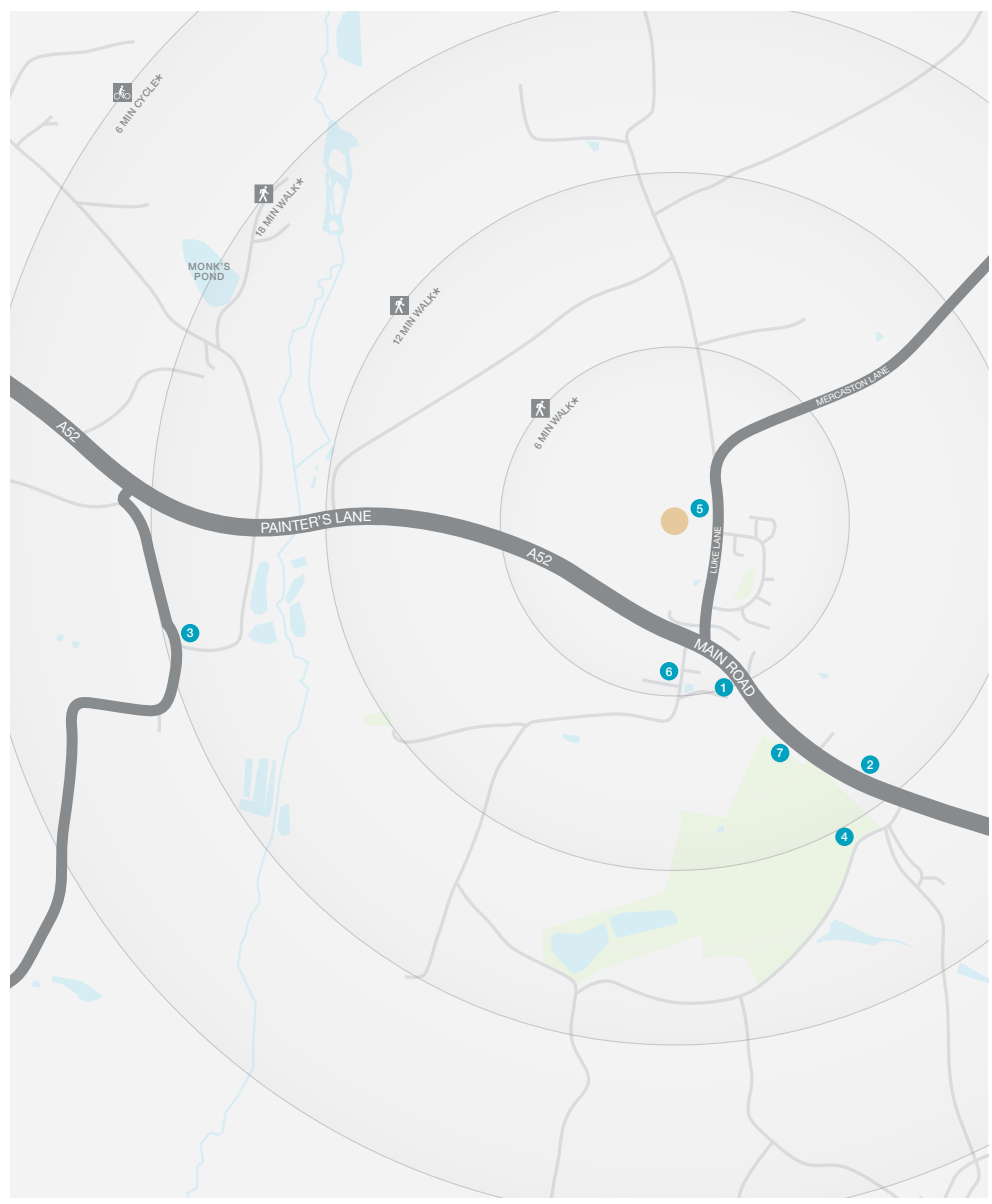 6 MIN CYCLE*
18 MIN WALK*
MONK'S
POND
12 MIN WALK*
6 MIN WALK*
MERCASTON LANE
A52
PAINTER'S LANE
5
A52
LUKE LANE
3
MAIN ROAD
6
1
7
2
4